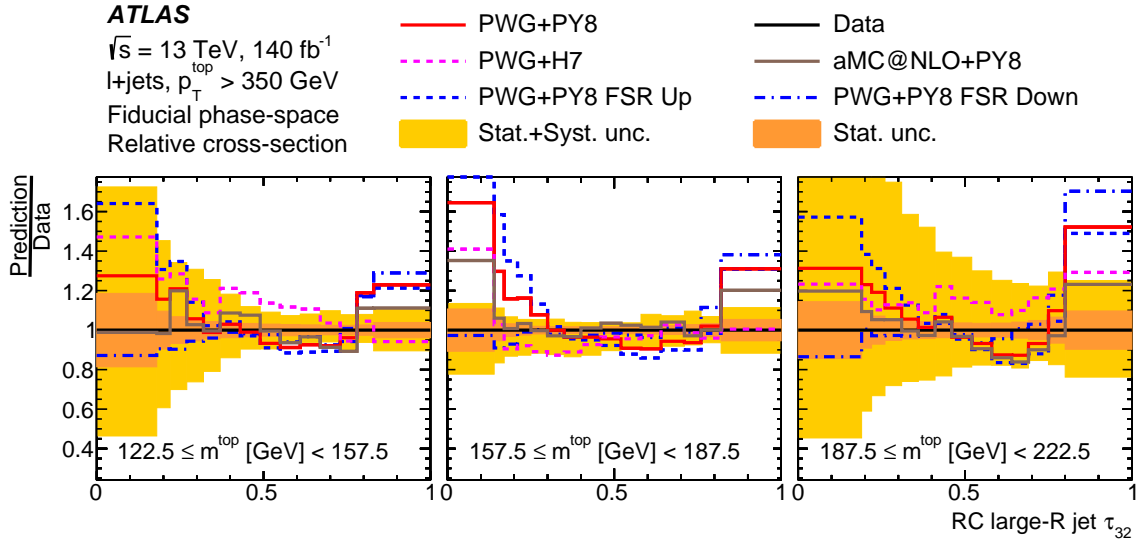 ATLAS
√s = 13 TeV, 140 fb⁻¹
l+jets, p_T^top > 350 GeV
Fiducial phase-space
Relative cross-section
PWG+PY8
PWG+H7
PWG+PY8 FSR Up
Stat.+Syst. unc.
Data
aMC@NLO+PY8
PWG+PY8 FSR Down
Stat. unc.
Prediction
Data
1.6
1.4
1.2
1
0.8
0.6
0.4
122.5 ≤ m^top [GeV] < 157.5
157.5 ≤ m^top [GeV] < 187.5
187.5 ≤ m^top [GeV] < 222.5
0 0.5 1
0 0.5 1
0 0.5 1
RC large-R jet τ₃₂